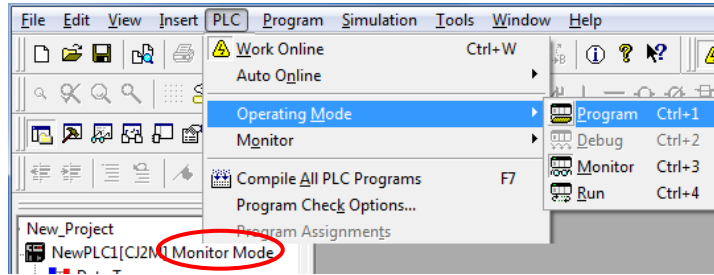 File Edit View Insert PLC Program Simulation Tools Window Help
Work Online Ctrl+W
Auto Online
Operating Mode
Monitor
Compile All PLC Programs F7
Program Check Options...
Program Assignments
Program Ctrl+1
Debug Ctrl+2
Monitor Ctrl+3
Run Ctrl+4
New_Project
NewPLC1[CJ2M] Monitor Mode